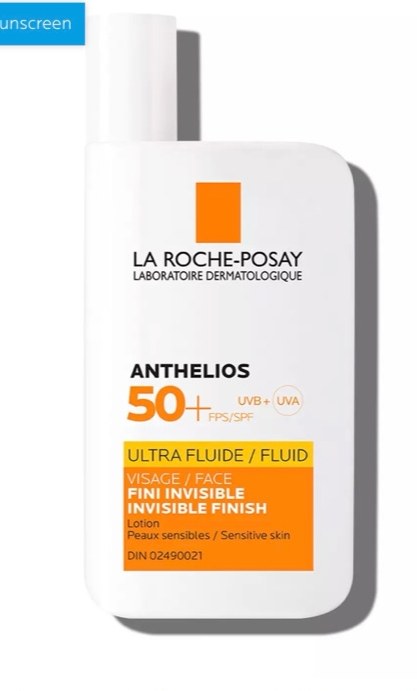 unscreen
LA ROCHE-POSAY
LABORATOIRE DERMATOLOGIQUE
ANTHELIOS
50+ FPS/SPF UVB + UVA
ULTRA FLUIDE / FLUID
VISAGE / FACE
FINI INVISIBLE
INVISIBLE FINISH
Lotion
Peaux sensibles / Sensitive skin
DIN 02490021